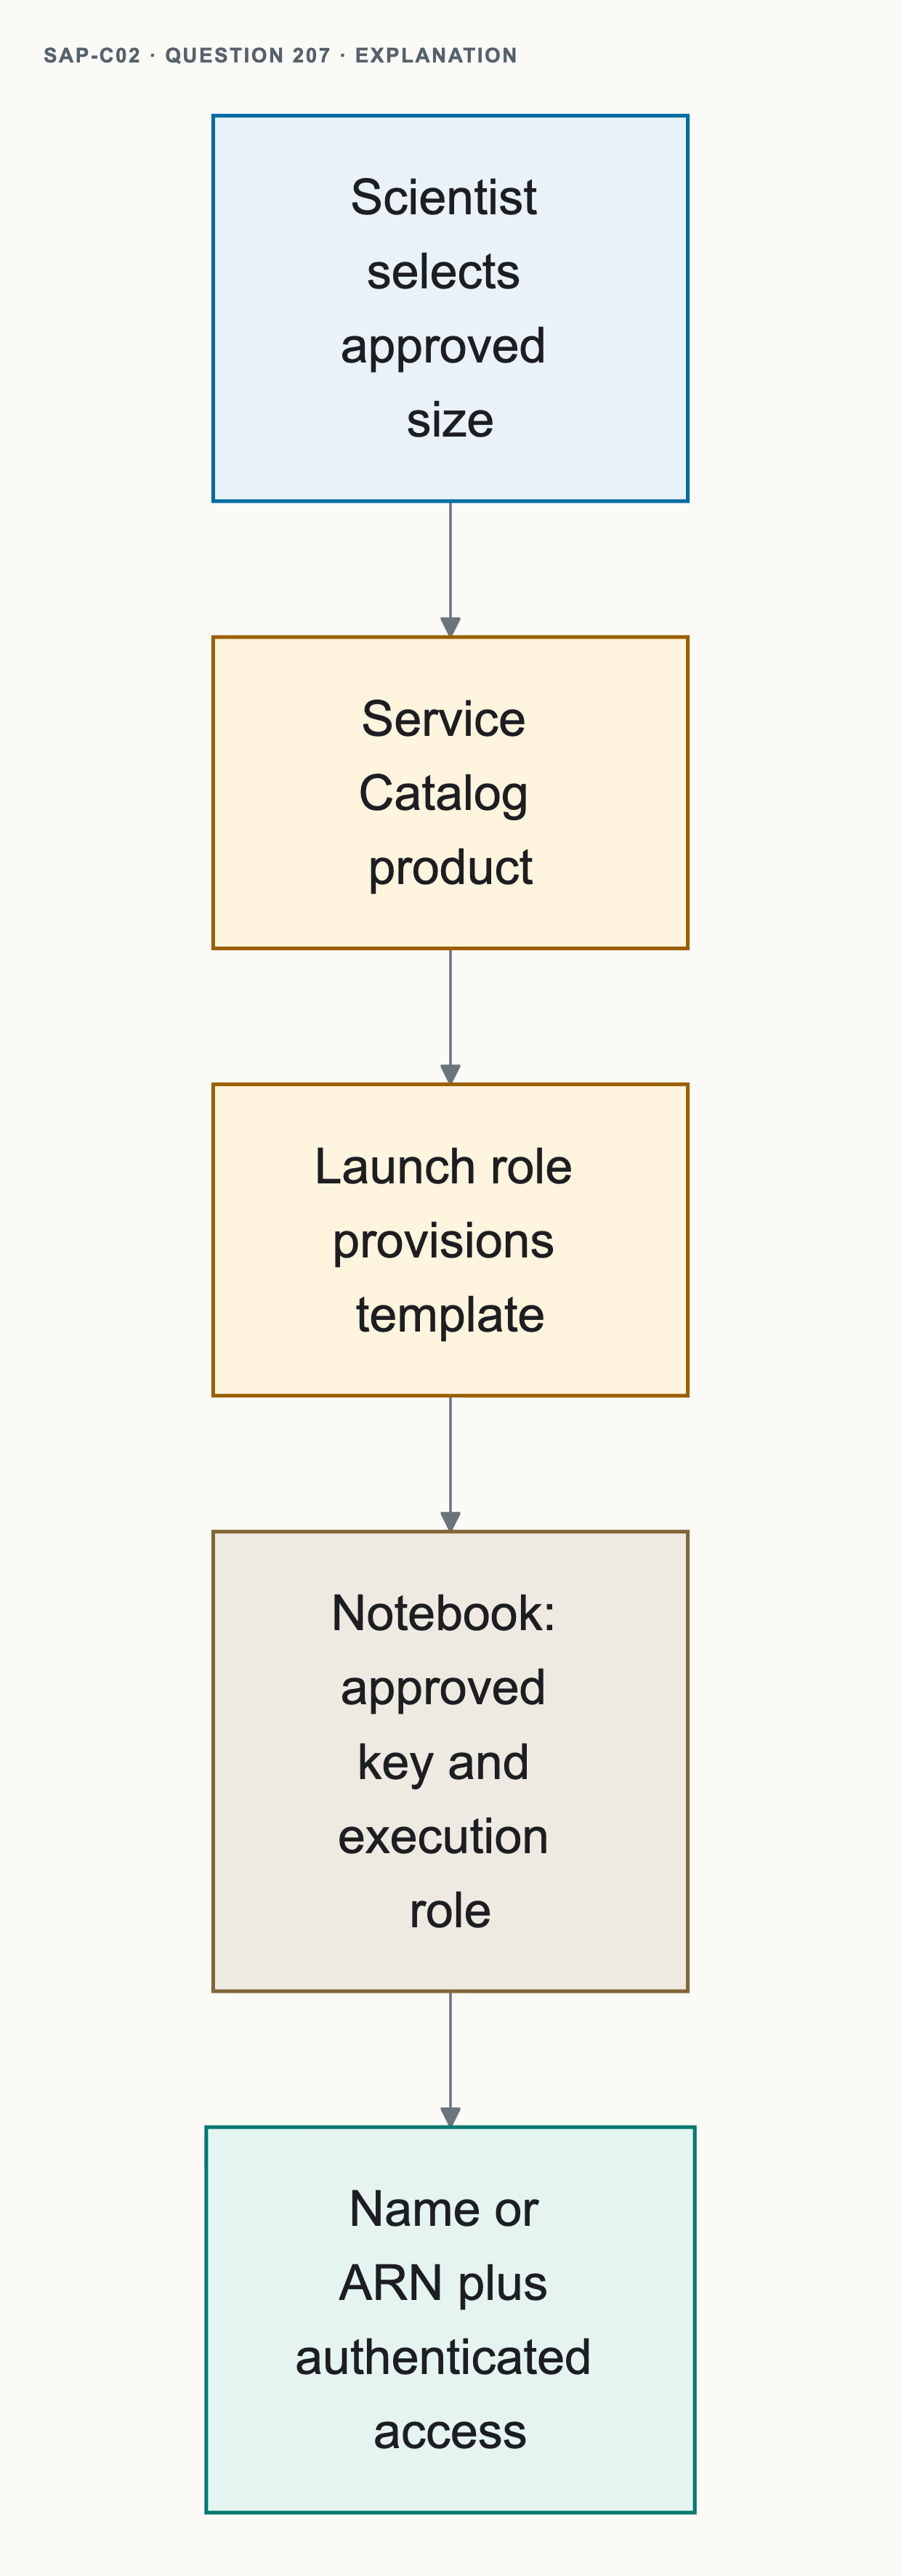 SAP-C02 · QUESTION 207 · EXPLANATION
Scientist
selects
approved
size
Service
Catalog
product
Launch role
provisions
template
Notebook:
approved
key and
execution
role
Name or
ARN plus
authenticated
access